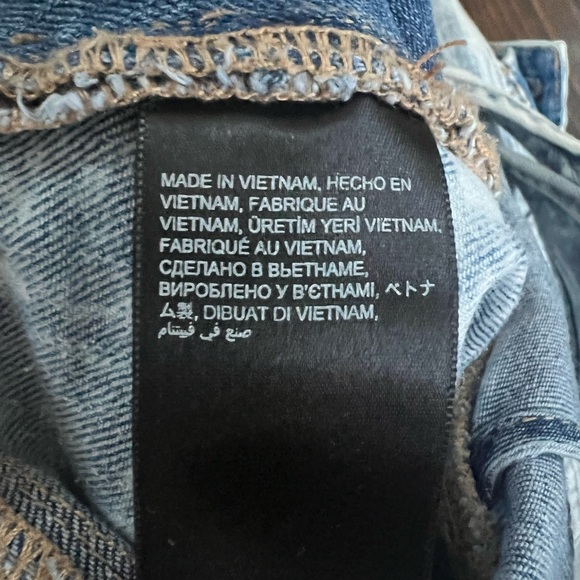 MADE IN VIETNAM, HECHO EN
VIETNAM, FABRIQUE AU
VIETNAM, ÜRETİM YERİ VIETNAM,
FABRIQUÉ AU VIETNAM,
СДЕЛАНО В ВЬЕТНАМЕ,
ВИРОБЛЕНО У В'ЄТНАМІ, ベトナ
ム製, DIBUAT DI VIETNAM,
صنع في فييتنام